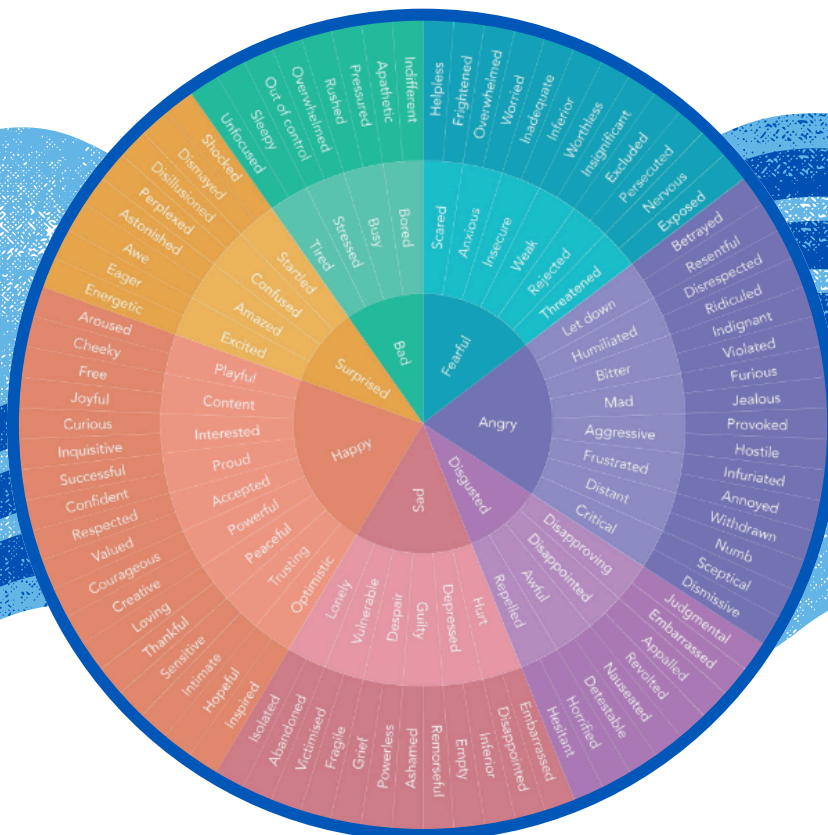 Fearful
Angry
Disgusted
Sad
Happy
Surprised
Bad
Scared
Anxious
Insecure
Weak
Rejected
Threatened
Let down
Humiliated
Bitter
Mad
Aggressive
Frustrated
Distant
Critical
Disapproving
Disappointed
Awful
Repelled
Hurt
Depressed
Guilty
Despair
Vulnerable
Lonely
Optimistic
Trusting
Peaceful
Powerful
Accepted
Proud
Interested
Content
Playful
Excited
Amazed
Confused
Startled
Tired
Stressed
Busy
Bored
Helpless
Frightened
Overwhelmed
Worried
Inadequate
Inferior
Worthless
Insignificant
Excluded
Persecuted
Nervous
Exposed
Betrayed
Resentful
Disrespected
Ridiculed
Indignant
Violated
Furious
Jealous
Provoked
Hostile
Infuriated
Annoyed
Withdrawn
Numb
Sceptical
Dismissive
Judgmental
Embarrassed
Appalled
Revolted
Nauseated
Detestable
Horrified
Hesitant
Embarrassed
Disappointed
Inferior
Empty
Remorseful
Ashamed
Powerless
Grief
Fragile
Victimised
Abandoned
Isolated
Inspired
Hopeful
Intimate
Sensitive
Thankful
Loving
Creative
Courageous
Valued
Respected
Confident
Successful
Inquisitive
Curious
Joyful
Free
Cheeky
Aroused
Energetic
Eager
Awe
Astonished
Perplexed
Disillusioned
Dismayed
Shocked
Unfocused
Sleepy
Out of control
Overwhelmed
Rushed
Pressured
Apathetic
Indifferent